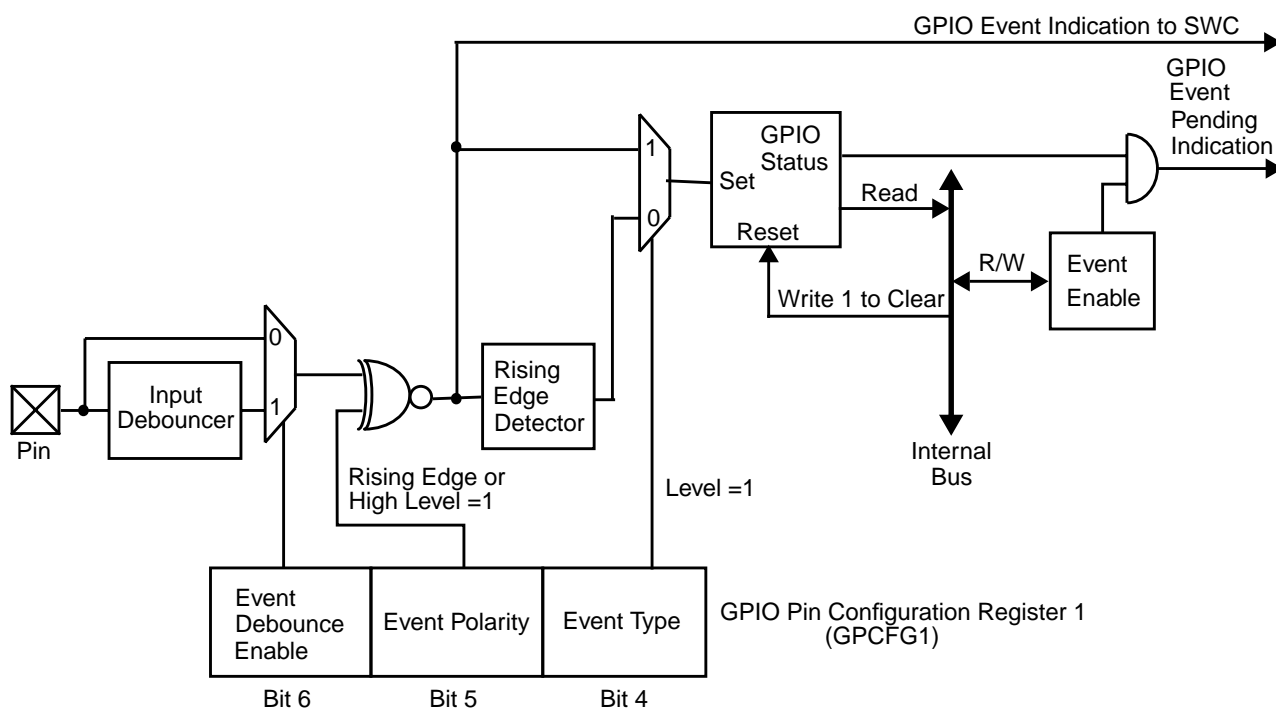 GPIO Event Indication to SWC
GPIO
Event
Pending
Indication
1
0
GPIO
Status
Set
Reset
Read
R/W
Write 1 to Clear
Event
Enable
0
1
Input
Debouncer
Pin
Rising
Edge
Detector
Internal
Bus
Rising Edge or
High Level =1
Level =1
Event
Debounce
Enable
Event Polarity
Event Type
GPIO Pin Configuration Register 1
(GPCFG1)
Bit 6
Bit 5
Bit 4